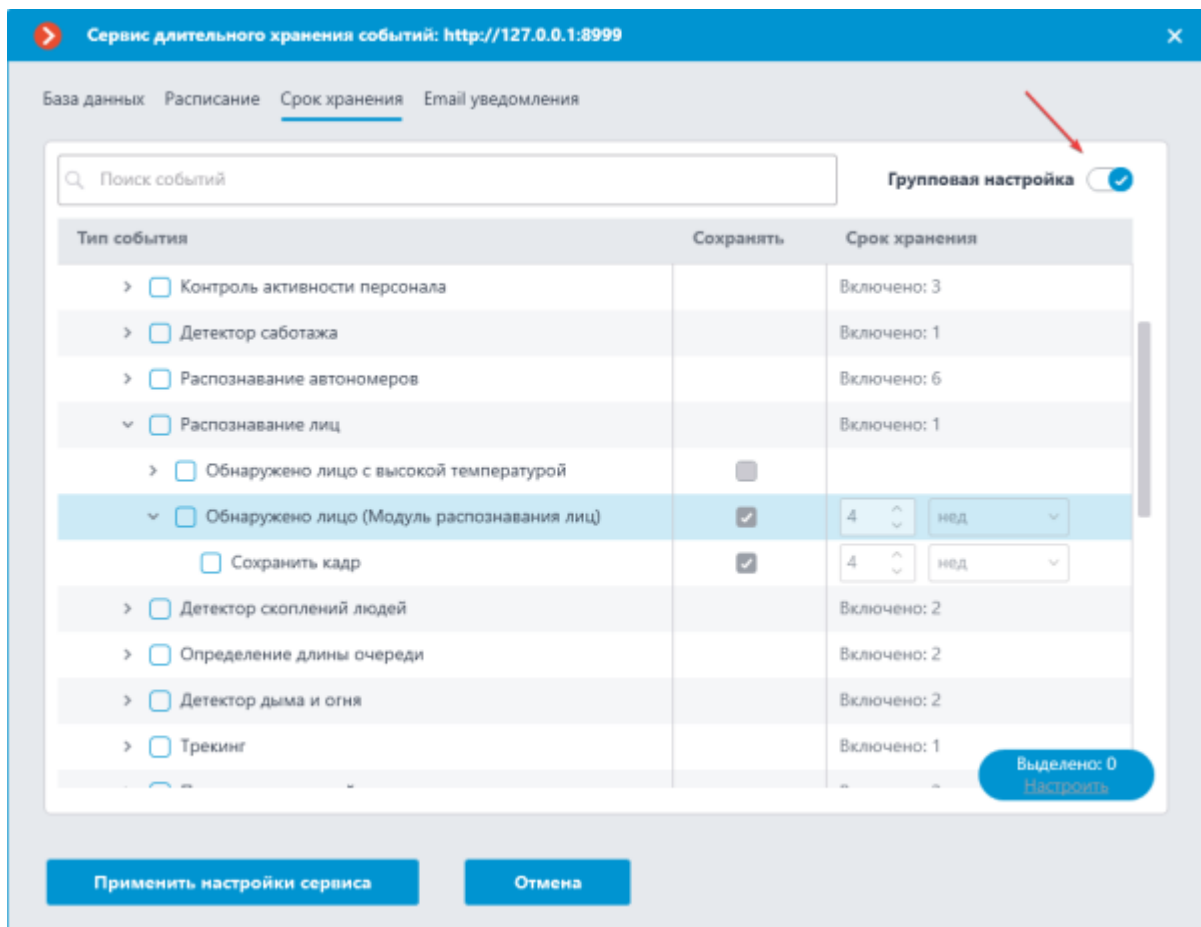 Сервис длительного хранения событий: http://127.0.0.1:8999
База данных Расписание Срок хранения Email уведомления
Поиск событий Групповая настройка
Тип события Сохранять Срок хранения
Контроль активности персонала Включено: 3
Детектор саботажа Включено: 1
Распознавание автономеров Включено: 6
Распознавание лиц Включено: 1
Обнаружено лицо с высокой температурой
Обнаружено лицо (Модуль распознавания лиц) 4 нед
Сохранить кадр 4 нед
Детектор скоплений людей Включено: 2
Определение длины очереди Включено: 2
Детектор дыма и огня Включено: 2
Трекинг Включено: 1
Выделено: 0
Настроить
Применить настройки сервиса Отмена